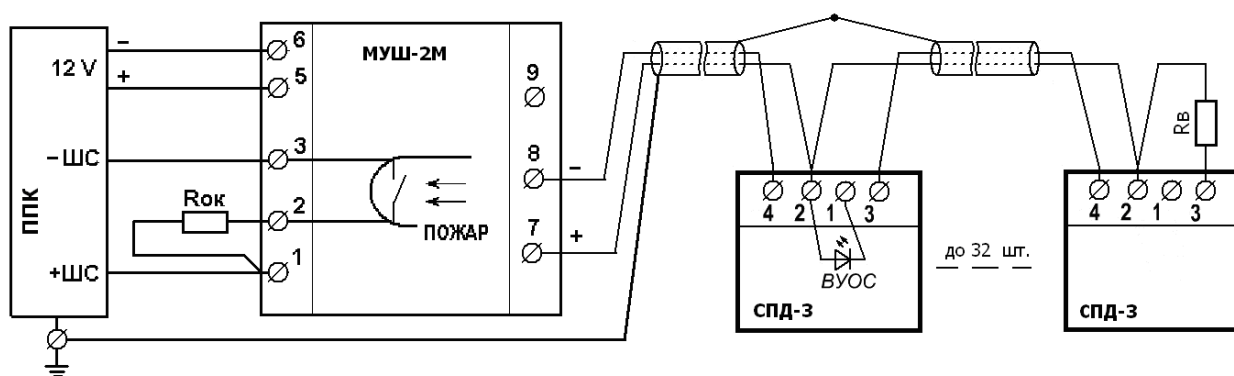 ППК
12 V
−
+
−ШС
+ШС
Rок
6
5
3
2
1
МУШ-2М
ПОЖАР
9
8
7
−
+
4 2 1 3
ВУОС
СПД-3
до 32 шт.
Rв
4 2 1 3
СПД-3